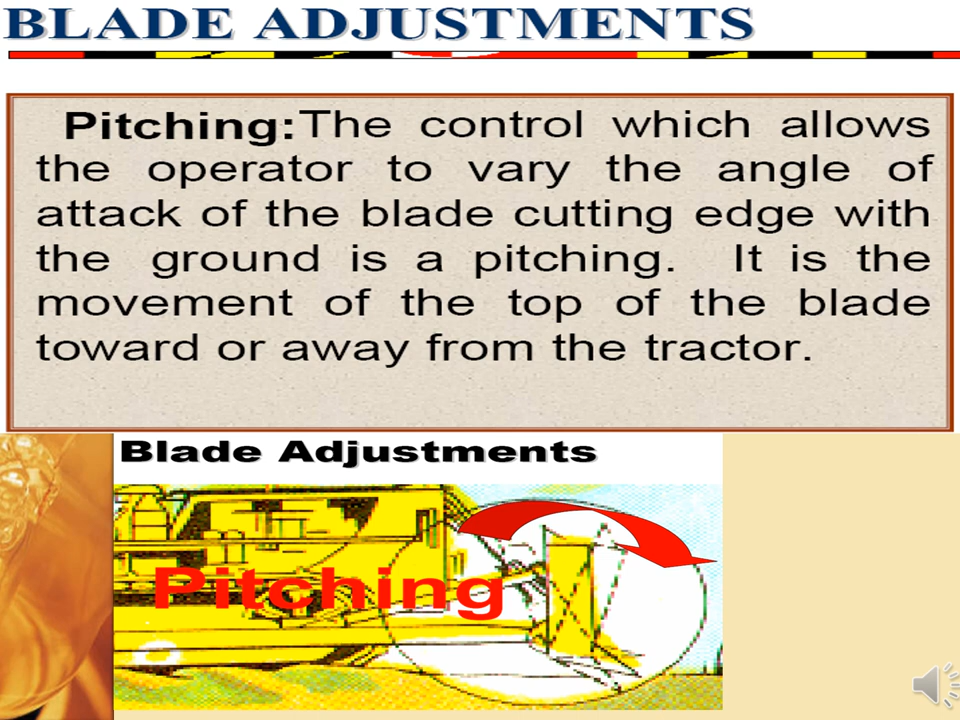 BLADE ADJUSTMENTS
Pitching:The control which allows
the operator to vary the angle of
attack of the blade cutting edge with
the ground is a pitching. It is the
movement of the top of the blade
toward or away from the tractor.
Blade Adjustments
Pitching